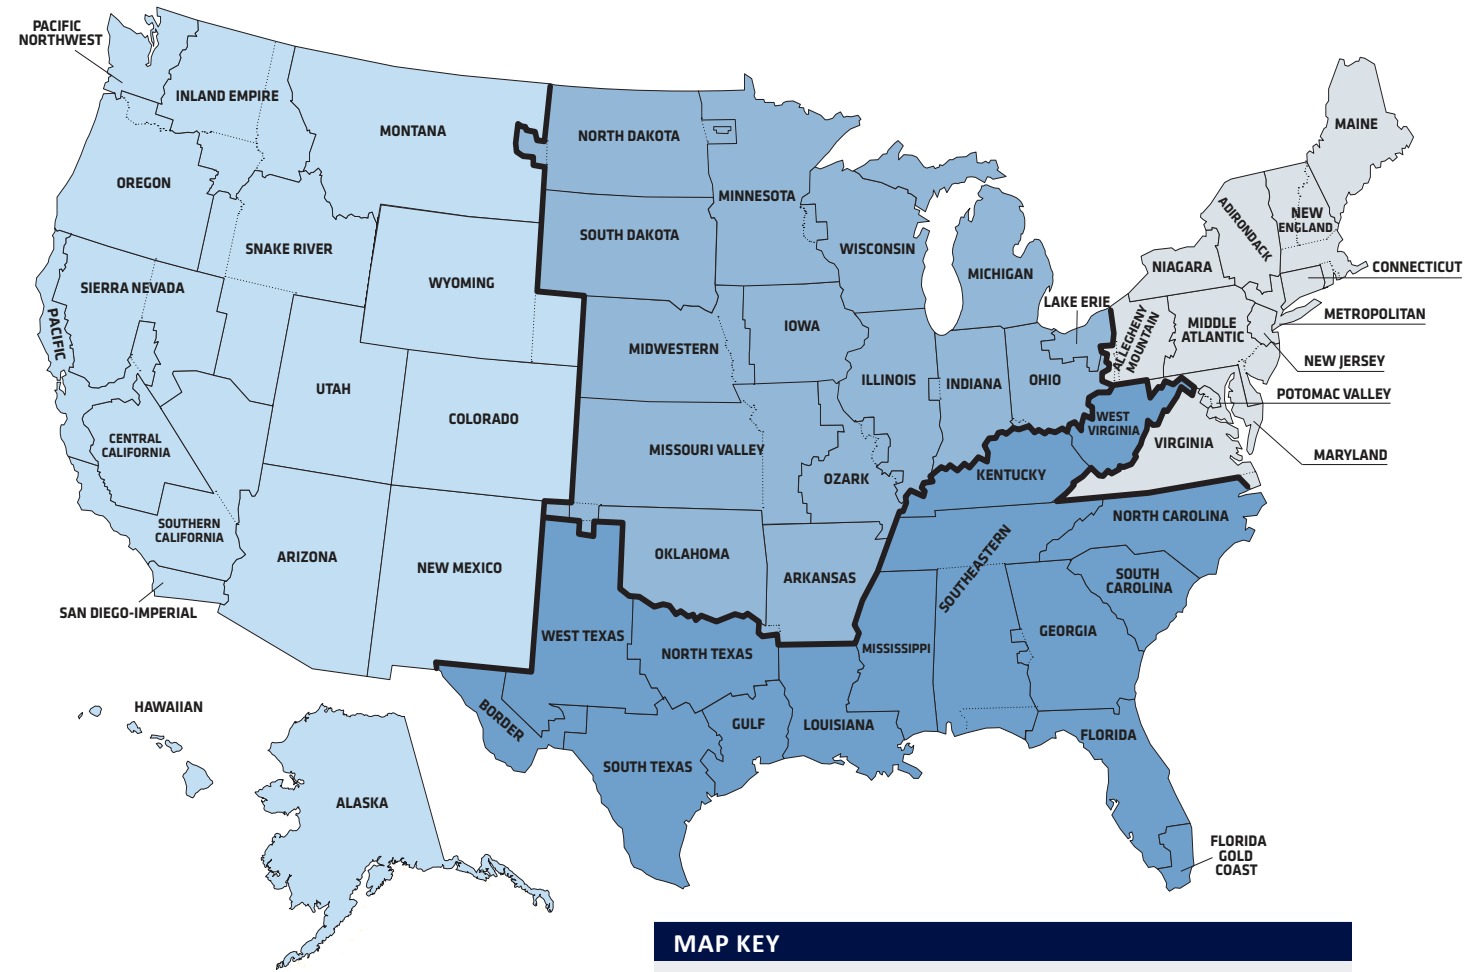 PACIFIC
NORTHWEST
INLAND EMPIRE
MONTANA
NORTH DAKOTA
MINNESOTA
MAINE
OREGON
SNAKE RIVER
SOUTH DAKOTA
WISCONSIN
MICHIGAN
ADIRONDACK
NEW
ENGLAND
NIAGARA
CONNECTICUT
WYOMING
SIERRA NEVADA
PACIFIC
LAKE ERIE
METROPOLITAN
ALLEGHENY
MOUNTAIN
MIDDLE
ATLANTIC
IOWA
MIDWESTERN
NEW JERSEY
UTAH
COLORADO
ILLINOIS
INDIANA
OHIO
POTOMAC VALLEY
WEST
VIRGINIA
VIRGINIA
MARYLAND
CENTRAL
CALIFORNIA
MISSOURI VALLEY
OZARK
KENTUCKY
SOUTHERN
CALIFORNIA
NORTH CAROLINA
ARIZONA
NEW MEXICO
OKLAHOMA
ARKANSAS
SOUTHEASTERN
SOUTH
CAROLINA
SAN DIEGO-IMPERIAL
WEST TEXAS
NORTH TEXAS
MISSISSIPPI
GEORGIA
HAWAIIAN
BORDER
GULF
LOUISIANA
FLORIDA
SOUTH TEXAS
ALASKA
FLORIDA
GOLD
COAST
MAP KEY